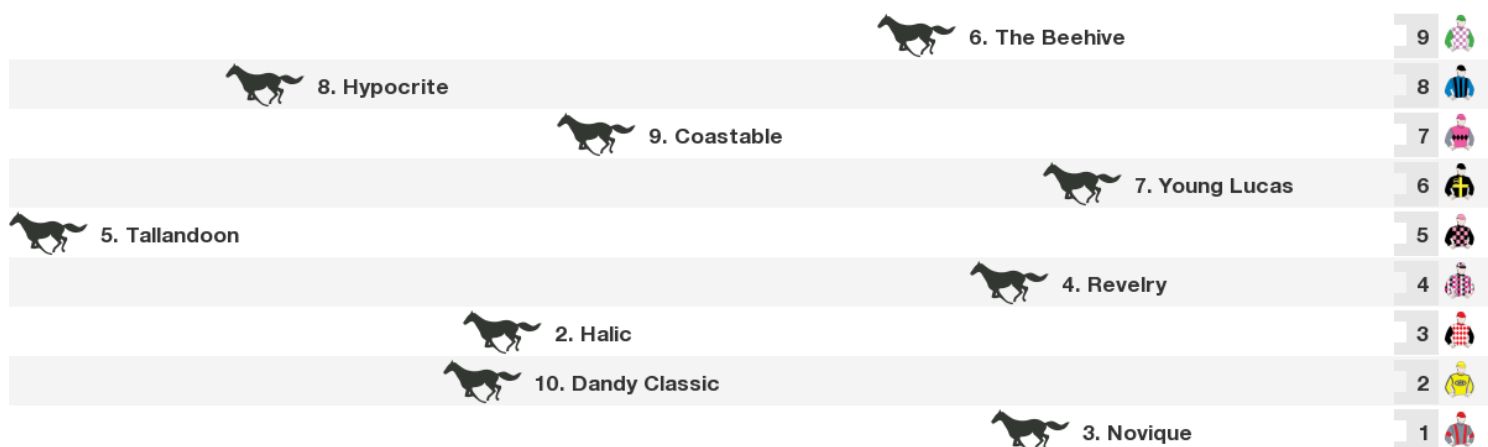 6. The Beehive 9
8. Hypocrite 8
9. Coastable 7
7. Young Lucas 6
5. Tallandoon 5
4. Revelry 4
2. Halic 3
10. Dandy Classic 2
3. Novique 1